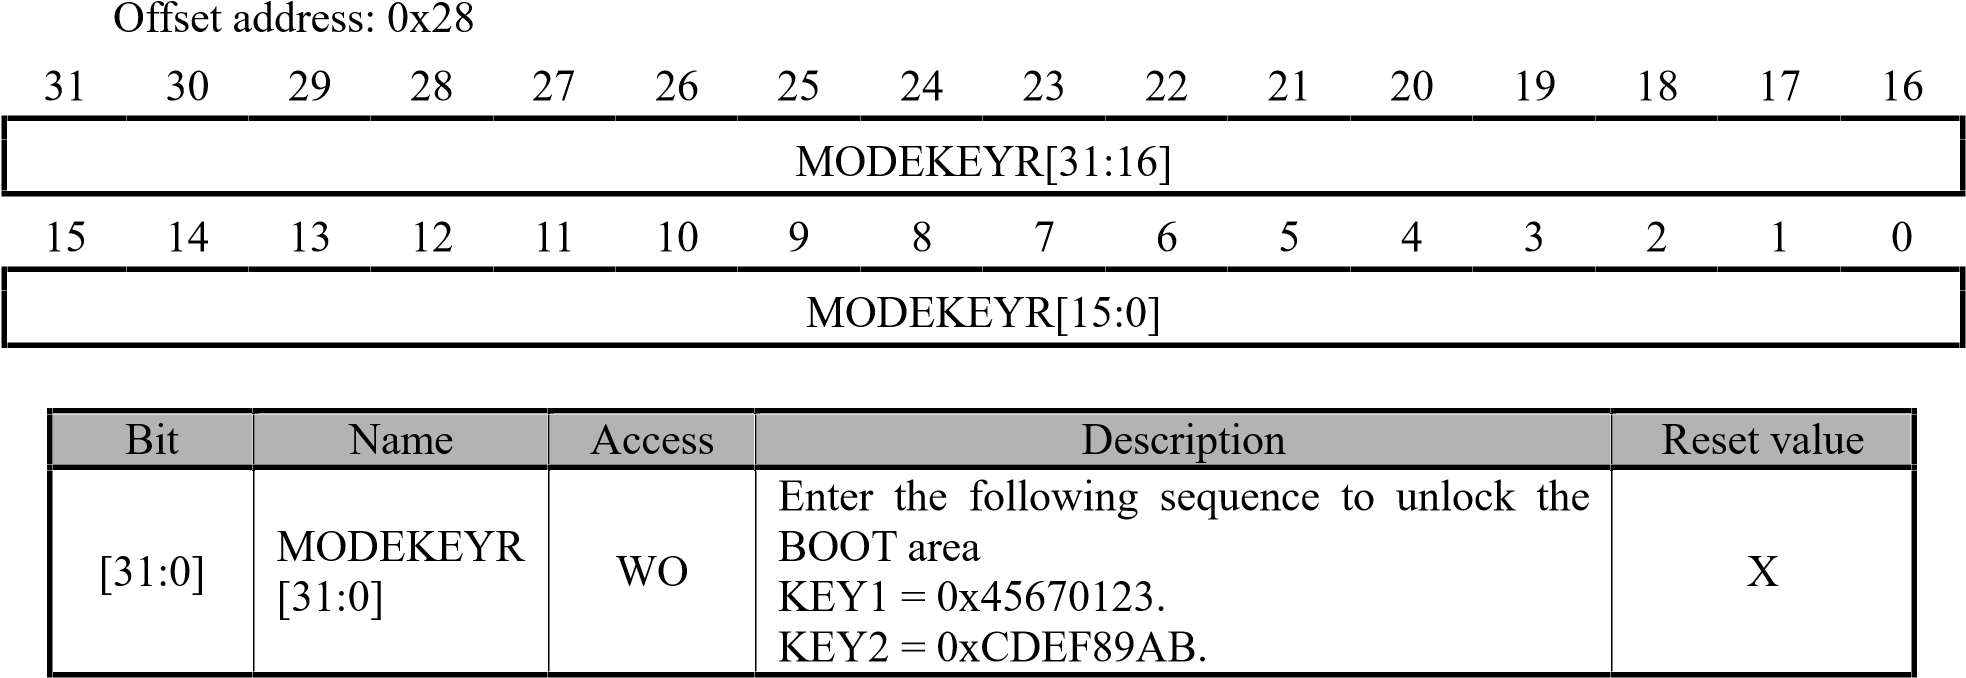 Offset address: 0x28
31 30 29 28 27 26 25 24 23 22 21 20 19 18 17 16
MODEKEYR[31:16]
15 14 13 12 11 10 9 8 7 6 5 4 3 2 1 0
MODEKEYR[15:0]
Bit Name Access Description Reset value
[31:0] MODEKEYR [31:0] WO Enter the following sequence to unlock the
BOOT area
KEY1 = 0x45670123.
KEY2 = 0xCDEF89AB. X